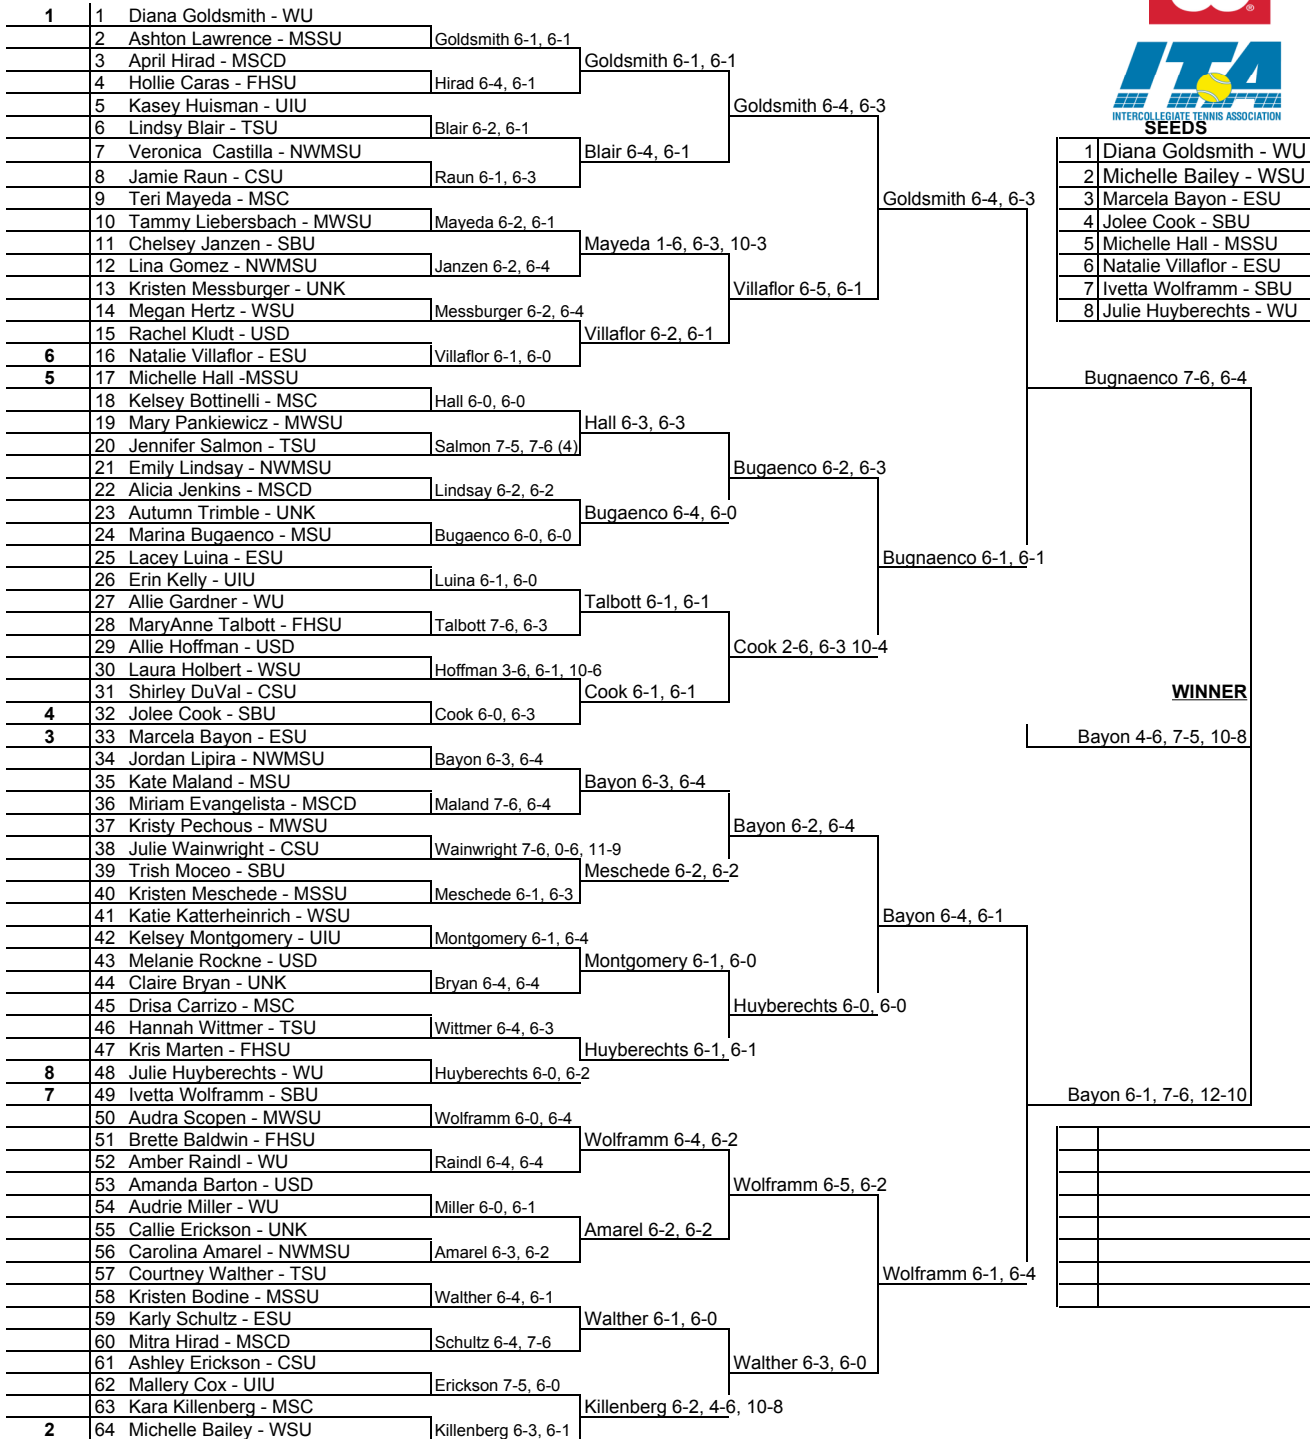 1 1 Diana Goldsmith - WU
2 Ashton Lawrence - MSSU Goldsmith 6-1, 6-1
3 April Hirad - MSCD Goldsmith 6-1, 6-1
4 Hollie Caras - FHSU Hirad 6-4, 6-1
5 Kasey Huisman - UIU Goldsmith 6-4, 6-3
INTERCOLLEGIATE TENNIS ASSOCIATION
6 Lindsy Blair - TSU Blair 6-2, 6-1 SEEDS
7 Veronica Castilla - NWMSU Blair 6-4, 6-1 1 Diana Goldsmith - WU
8 Jamie Raun - CSU Raun 6-1, 6-3 2 Michelle Bailey - WSU
9 Teri Mayeda - MSC Goldsmith 6-4, 6-3 3 Marcela Bayon - ESU
10 Tammy Liebersbach - MWSU Mayeda 6-2, 6-1 4 Jolee Cook - SBU
11 Chelsey Janzen - SBU Mayeda 1-6, 6-3, 10-3 5 Michelle Hall - MSSU
12 Lina Gomez - NWMSU Janzen 6-2, 6-4 6 Natalie Villaflor - ESU
13 Kristen Messburger - UNK Villaflor 6-5, 6-1 7 Ivetta Wolframm - SBU
14 Megan Hertz - WSU Messburger 6-2, 6-4 8 Julie Huyberechts - WU
15 Rachel Kludt - USD Villaflor 6-2, 6-1
6 16 Natalie Villaflor - ESU Villaflor 6-1, 6-0
5 17 Michelle Hall -MSSU Bugnaenco 7-6, 6-4
18 Kelsey Bottinelli - MSC Hall 6-0, 6-0
19 Mary Pankiewicz - MWSU Hall 6-3, 6-3
20 Jennifer Salmon - TSU Salmon 7-5, 7-6 (4)
21 Emily Lindsay - NWMSU Bugaenco 6-2, 6-3
22 Alicia Jenkins - MSCD Lindsay 6-2, 6-2
23 Autumn Trimble - UNK Bugaenco 6-4, 6-0
24 Marina Bugaenco - MSU Bugaenco 6-0, 6-0
25 Lacey Luina - ESU Bugnaenco 6-1, 6-1
26 Erin Kelly - UIU Luina 6-1, 6-0
27 Allie Gardner - WU Talbott 6-1, 6-1
28 MaryAnne Talbott - FHSU Talbott 7-6, 6-3
29 Allie Hoffman - USD Cook 2-6, 6-3 10-4
30 Laura Holbert - WSU Hoffman 3-6, 6-1, 10-6
31 Shirley DuVal - CSU Cook 6-1, 6-1 WINNER
4 32 Jolee Cook - SBU Cook 6-0, 6-3
3 33 Marcela Bayon - ESU Bayon 4-6, 7-5, 10-8
34 Jordan Lipira - NWMSU Bayon 6-3, 6-4
35 Kate Maland - MSU Bayon 6-3, 6-4
36 Miriam Evangelista - MSCD Maland 7-6, 6-4
37 Kristy Pechous - MWSU Bayon 6-2, 6-4
38 Julie Wainwright - CSU Wainwright 7-6, 0-6, 11-9
39 Trish Moceo - SBU Meschede 6-2, 6-2
40 Kristen Meschede - MSSU Meschede 6-1, 6-3
41 Katie Katterheinrich - WSU Bayon 6-4, 6-1
42 Kelsey Montgomery - UIU Montgomery 6-1, 6-4
43 Melanie Rockne - USD Montgomery 6-1, 6-0
44 Claire Bryan - UNK Bryan 6-4, 6-4
45 Drisa Carrizo - MSC Huyberechts 6-0, 6-0
46 Hannah Wittmer - TSU Wittmer 6-4, 6-3
47 Kris Marten - FHSU Huyberechts 6-1, 6-1
8 48 Julie Huyberechts - WU Huyberechts 6-0, 6-2
7 49 Ivetta Wolframm - SBU Bayon 6-1, 7-6, 12-10
50 Audra Scopen - MWSU Wolframm 6-0, 6-4
51 Brette Baldwin - FHSU Wolframm 6-4, 6-2
52 Amber Raindl - WU Raindl 6-4, 6-4
53 Amanda Barton - USD Wolframm 6-5, 6-2
54 Audrie Miller - WU Miller 6-0, 6-1
55 Callie Erickson - UNK Amarel 6-2, 6-2
56 Carolina Amarel - NWMSU Amarel 6-3, 6-2
57 Courtney Walther - TSU Wolframm 6-1, 6-4
58 Kristen Bodine - MSSU Walther 6-4, 6-1
59 Karly Schultz - ESU Walther 6-1, 6-0
60 Mitra Hirad - MSCD Schultz 6-4, 7-6
61 Ashley Erickson - CSU Walther 6-3, 6-0
62 Mallery Cox - UIU Erickson 7-5, 6-0
63 Kara Killenberg - MSC Killenberg 6-2, 4-6, 10-8
2 64 Michelle Bailey - WSU Killenberg 6-3, 6-1